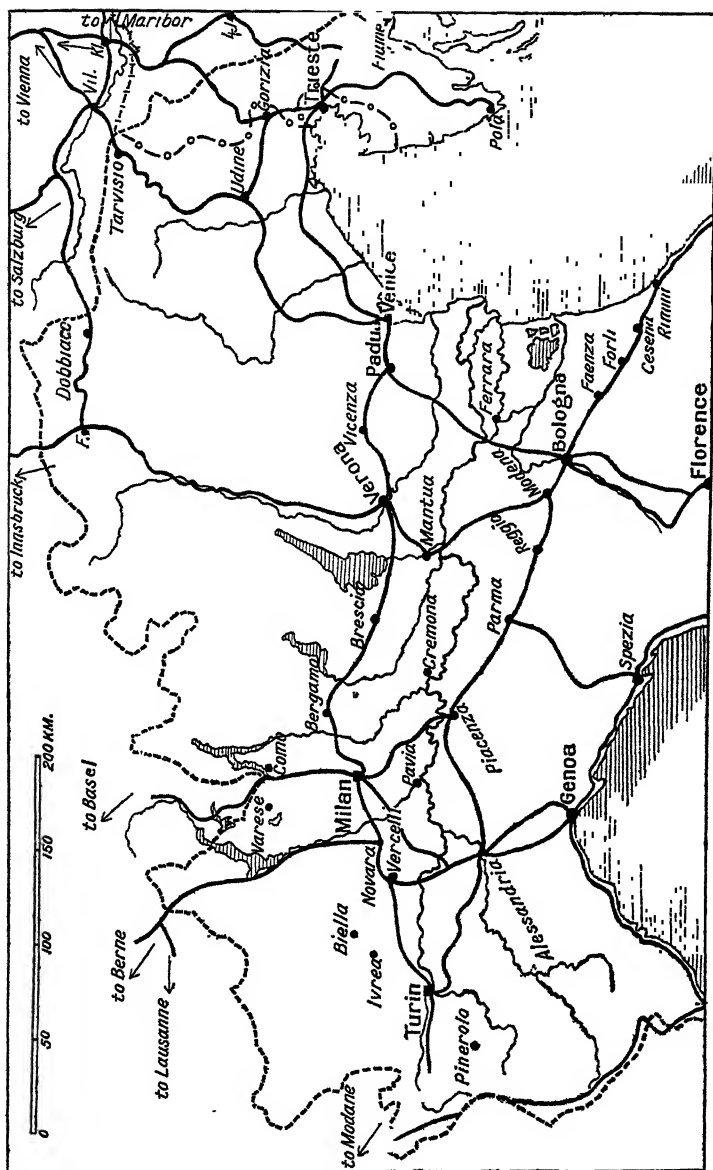 to Vienna
to Maribor
Kl.
Vil.
Lj.
to Salzburg
Tarvisio
Gorizia
Udine
Trieste
Fiume
Pola
to Innsbruck
Dobbiaco
F.
Venice
Padua
Vicenza
Verona
Ferrara
Mantua
Bologna
Faenza
Forlì
Cesena
Rimini
Modena
Reggio
Florence
Brescia
Bergamo
Cremona
Parma
Spezia
200 KM.
150
100
50
0
to Basel
Como
Varese
Milan
Pavia
Piacenza
Novara
Vercelli
Genoa
to Berne
to Lausanne
Biella
Ivrea
Turin
Alessandria
Pinerolo
to Modane